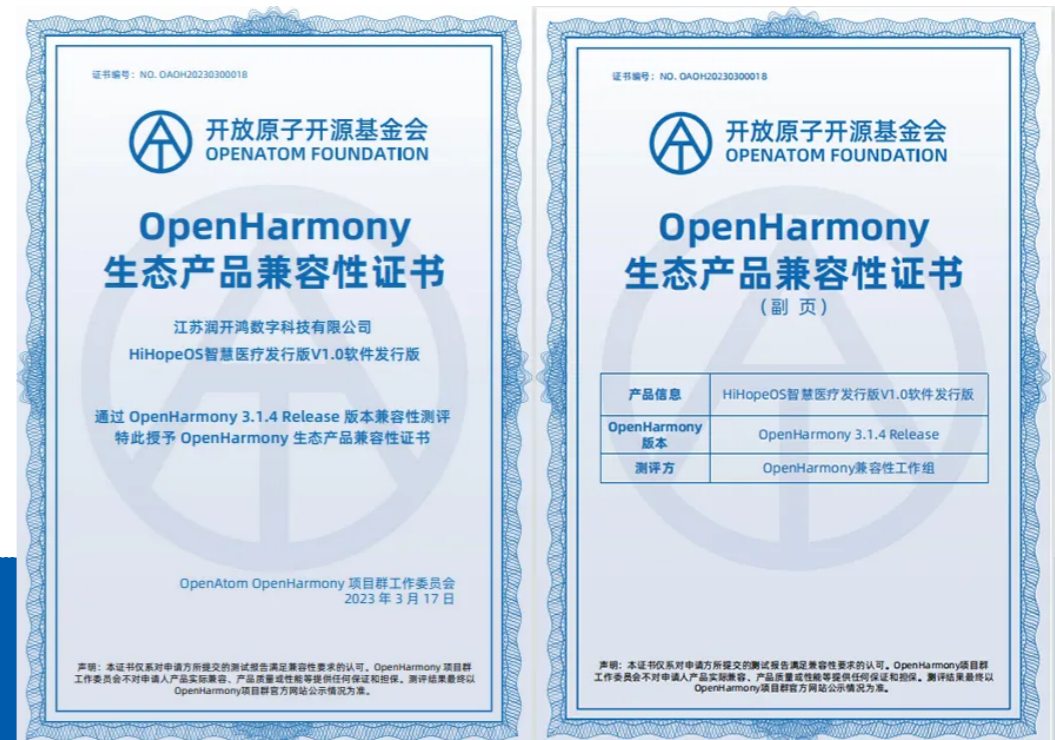 证书编号：NO. OAOH20230300018
开放原子开源基金会
OPENATOM FOUNDATION
OpenHarmony
生态产品兼容性证书
江苏润开鸿数字科技有限公司
HiHopeOS智慧医疗发行版V1.0软件发行版
通过 OpenHarmony 3.1.4 Release 版本兼容性测评
特此授予 OpenHarmony 生态产品兼容性证书
OpenAtom OpenHarmony 项目群工作委员会
2023 年 3 月 17 日
声明：本证书仅系对申请方所提交的测试报告满足兼容性要求的认可。OpenHarmony 项目群
工作委员会不对申请人产品实际兼容、产品质量或性能等提供任何保证和担保。测评结果最终以
OpenHarmony项目群官方网站公示情况为准。
证书编号：NO. OAOH20230300018
开放原子开源基金会
OPENATOM FOUNDATION
OpenHarmony
生态产品兼容性证书
（副 页）
产品信息 HiHopeOS智慧医疗发行版V1.0软件发行版
OpenHarmony
版本 OpenHarmony 3.1.4 Release
测评方 OpenHarmony兼容性工作组
声明：本证书仅系对申请方所提交的测试报告满足兼容性要求的认可。OpenHarmony项目群
工作委员会不对申请人产品实际兼容、产品质量或性能等提供任何保证和担保。测评结果最终以
OpenHarmony项目群官方网站公示情况为准。